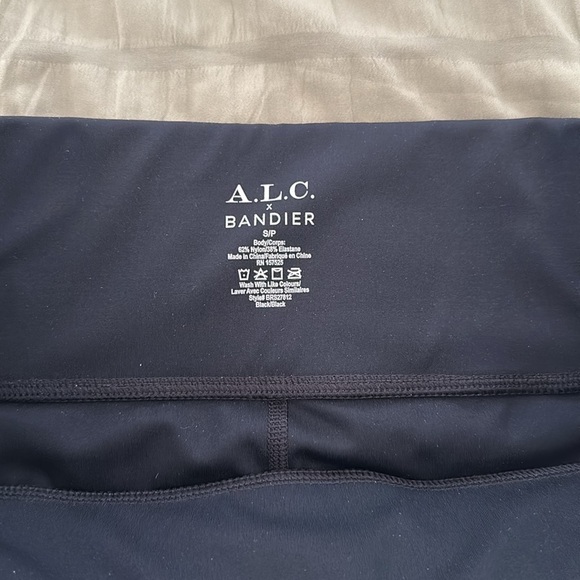 A.L.C.
x
BANDIER
S/P
Body/Corps:
62% Nylon/38% Elastane
Made in China/Fabriqué en Chine
RN 157525
Wash With Like Colours/
Laver Avec Couleurs Similaires
Style# BRS27812
Black/Black